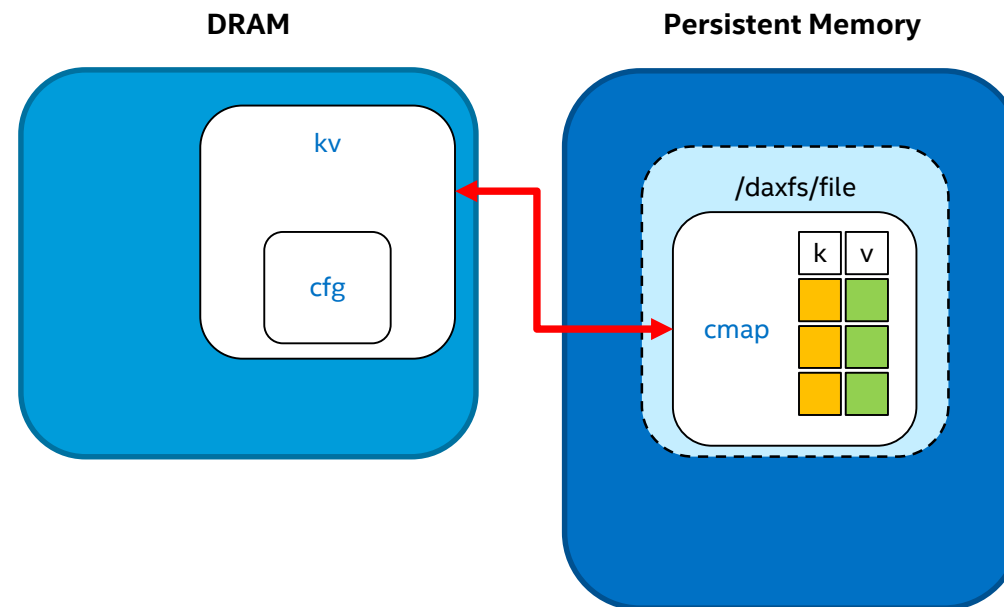 DRAM
Persistent Memory
kv
cfg
/daxfs/file
k v
cmap